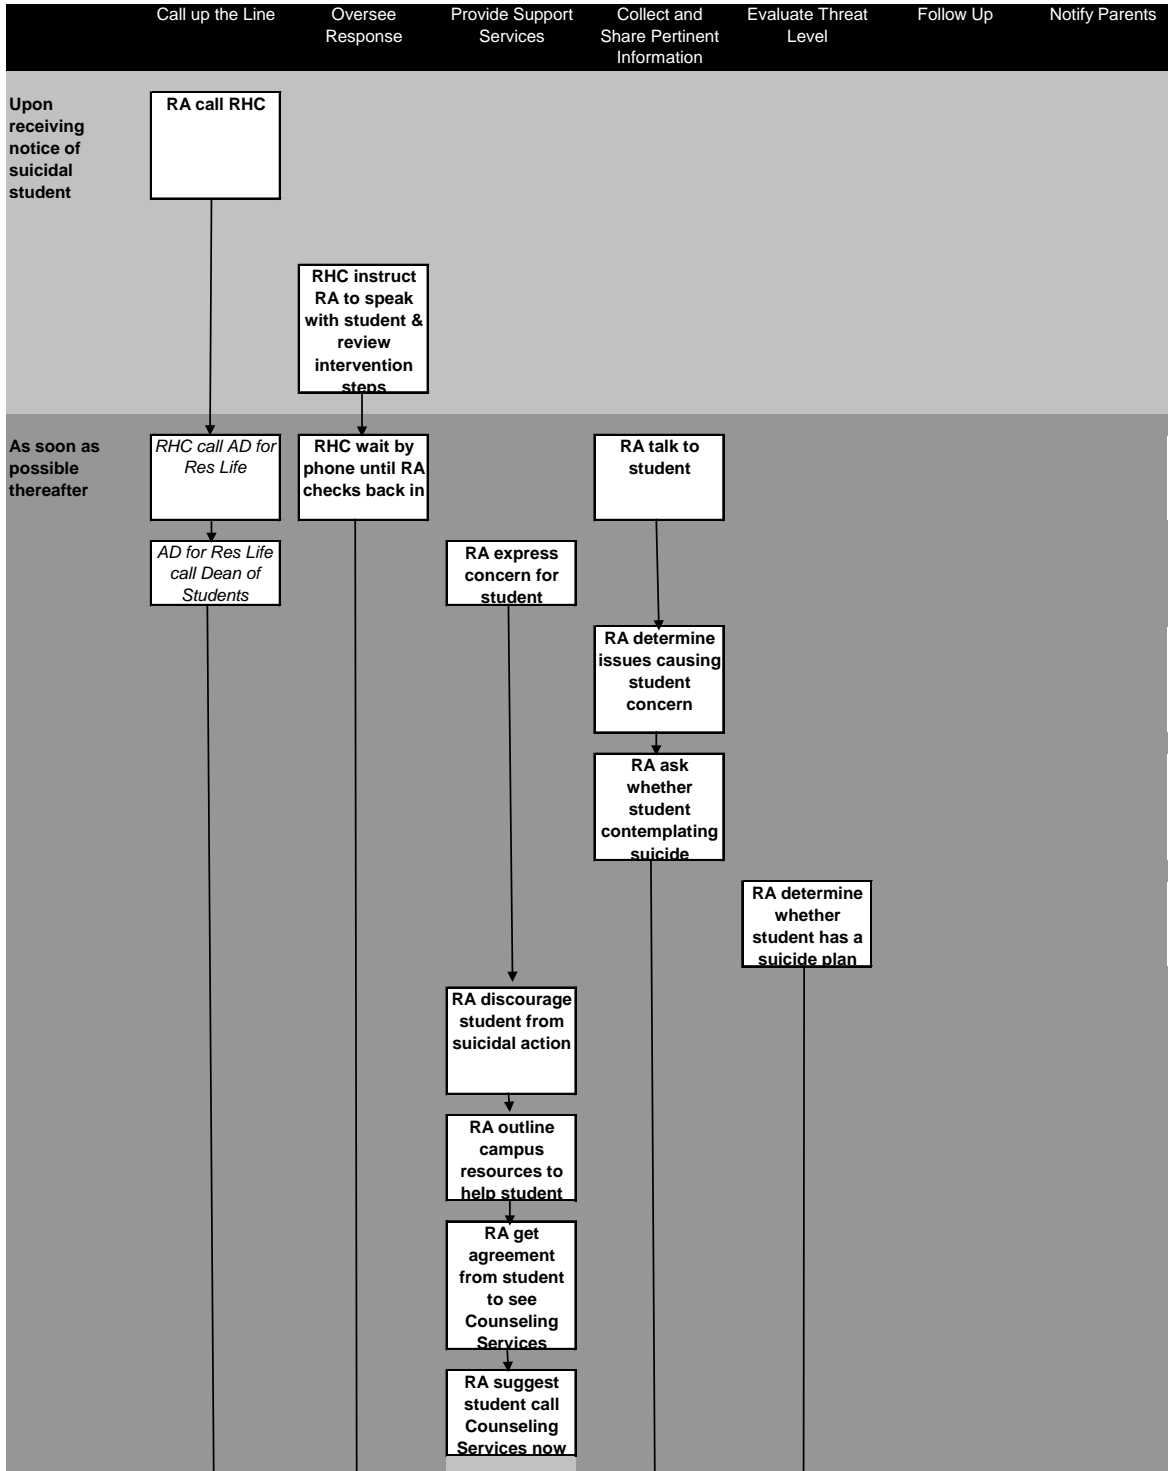 Call up the Line
Oversee
Response
Provide Support
Services
Collect and
Share Pertinent
Information
Evaluate Threat
Level
Follow Up
Notify Parents
Upon
receiving
notice of
suicidal
student
RA call RHC
RHC instruct
RA to speak
with student &
review
intervention
steps
As soon as
possible
thereafter
RHC call AD for
Res Life
RHC wait by
phone until RA
checks back in
RA talk to
student
AD for Res Life
call Dean of
Students
RA express
concern for
student
RA determine
issues causing
student
concern
RA ask
whether
student
contemplating
suicide
RA determine
whether
student has a
suicide plan
RA discourage
student from
suicidal action
RA outline
campus
resources to
help student
RA get
agreement
from student
to see
Counseling
Services
RA suggest
student call
Counseling
Services now